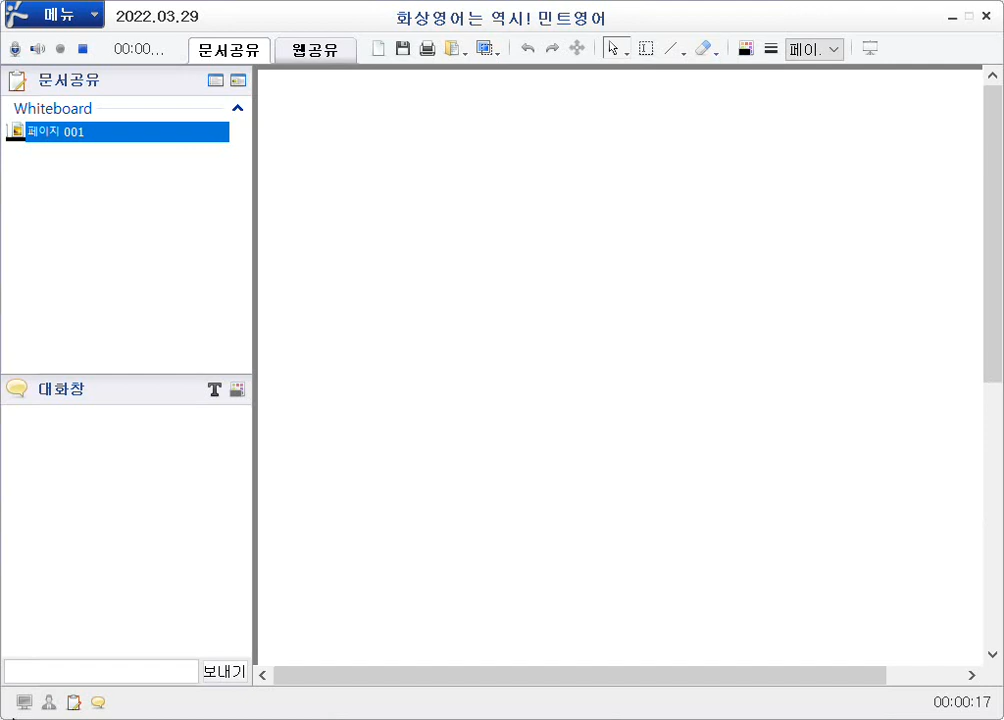 메뉴 2022.03.29 화상영어는 역시! 민트영어
00:00... 문서공유 웹공유 페이.
문서공유
Whiteboard
페이지 001
대화창
보내기
00:00:17